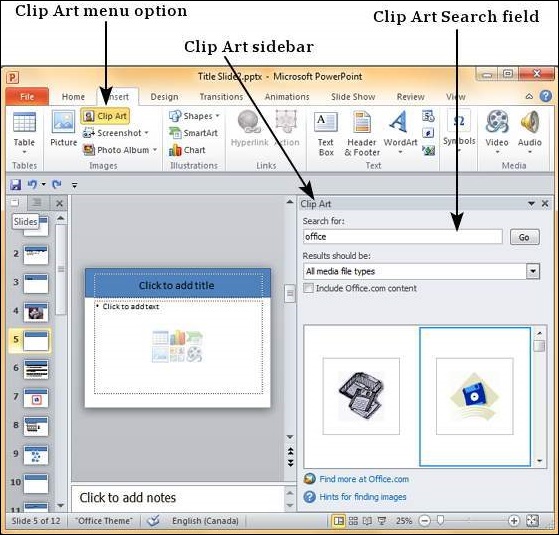 Clip Art menu option
Clip Art sidebar
Clip Art Search field
Title Slide2.pptx - Microsoft PowerPoint
File Home Insert Design Transitions Animations Slide Show Review View
Table
Tables
Picture
Clip Art
Screenshot
Photo Album
Images
Shapes
SmartArt
Chart
Illustrations
Hyperlink
Action
Links
Text Box
Header & Footer
WordArt
Text
Symbols
Video
Audio
Media
Slides
2
3
4
5
6
7
8
9
10
11
Click to add title
• Click to add text
Click to add notes
Clip Art
Search for:
office
Go
Results should be:
All media file types
Include Office.com content
Find more at Office.com
Hints for finding images
Slide 5 of 12 "Office Theme" English (Canada) 25%